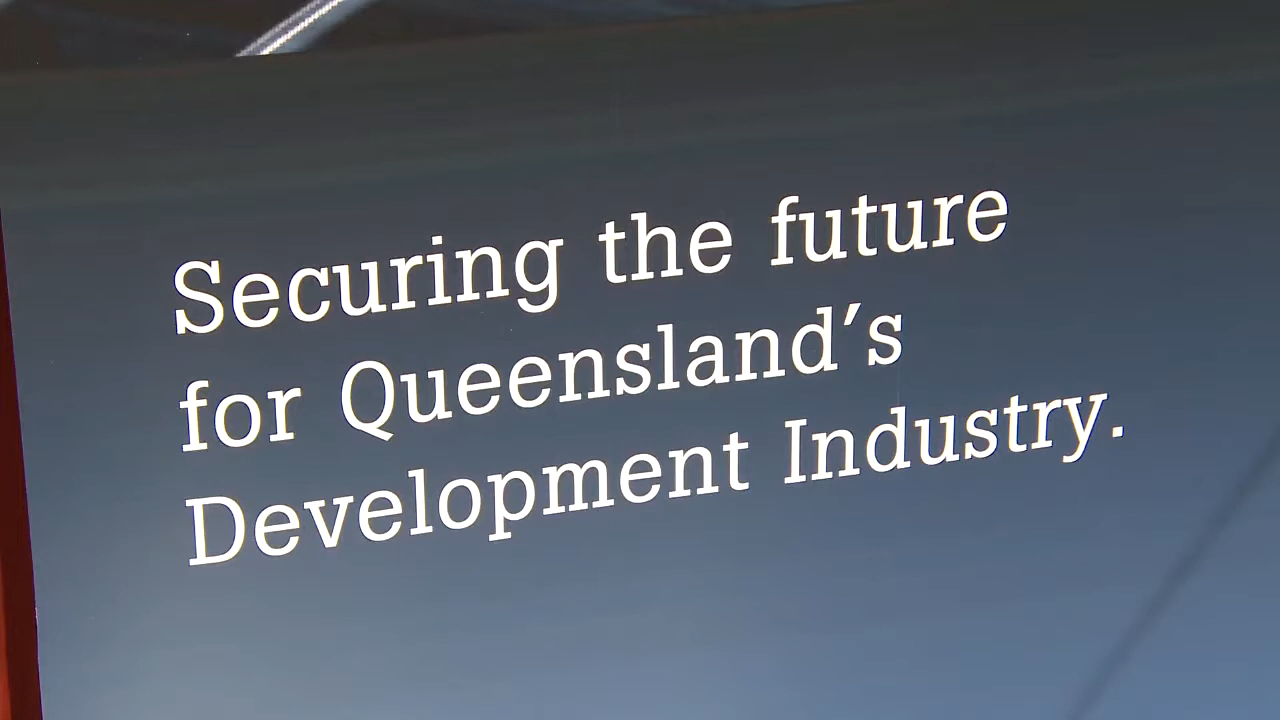 Securing the future
for Queensland's
Development Industry.